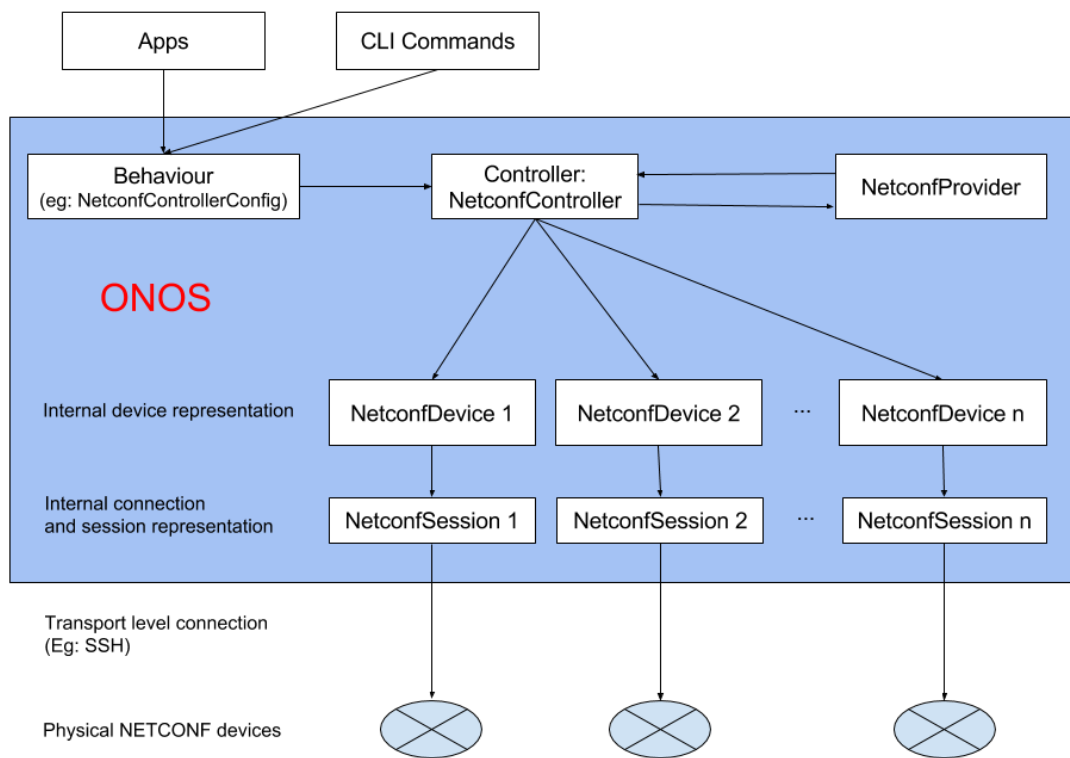 Apps
CLI Commands
Behaviour
(eg: NetconfControllerConfig)
Controller:
NetconfController
NetconfProvider
ONOS
Internal device representation
NetconfDevice 1
NetconfDevice 2
...
NetconfDevice n
Internal connection
and session representation
NetconfSession 1
NetconfSession 2
...
NetconfSession n
Transport level connection
(Eg: SSH)
Physical NETCONF devices